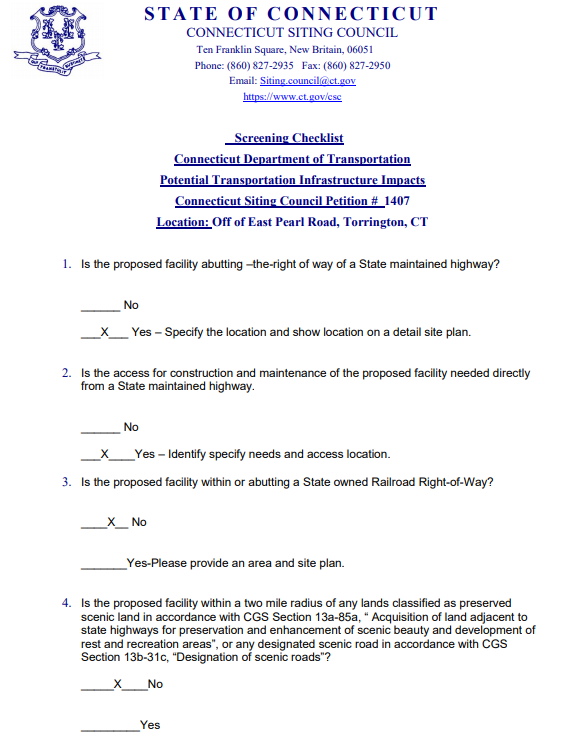 STATE OF CONNECTICUT
CONNECTICUT SITING COUNCIL
Ten Franklin Square, New Britain, 06051
Phone: (860) 827-2935   Fax: (860) 827-2950
Email: Siting.council@ct.gov
https://www.ct.gov/csc
Screening Checklist
Connecticut Department of Transportation
Potential Transportation Infrastructure Impacts
Connecticut Siting Council Petition #  1407
Location: Off of East Pearl Road, Torrington, CT
1. Is the proposed facility abutting –the-right of way of a State maintained highway?
______ No
___X___ Yes – Specify the location and show location on a detail site plan.
2. Is the access for construction and maintenance of the proposed facility needed directly
from a State maintained highway.
______ No
___X____Yes – Identify specify needs and access location.
3. Is the proposed facility within or abutting a State owned Railroad Right-of-Way?
____X__ No
_______Yes-Please provide an area and site plan.
4. Is the proposed facility within a two mile radius of any lands classified as preserved
scenic land in accordance with CGS Section 13a-85a, “ Acquisition of land adjacent to
state highways for preservation and enhancement of scenic beauty and development of
rest and recreation areas”, or any designated scenic road in accordance with CGS
Section 13b-31c, “Designation of scenic roads”?
_____X____No
_________Yes